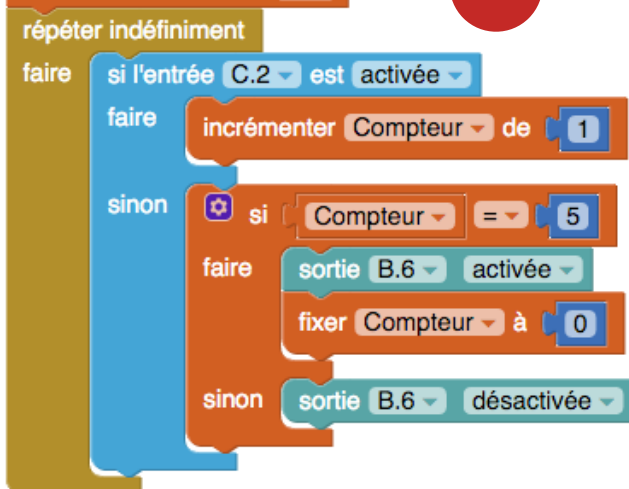 répéter indéfiniment
faire si l'entrée C.2 est activée
faire incrémenter Compteur de 1
sinon si Compteur = 5
faire sortie B.6 activée
fixer Compteur à 0
sinon sortie B.6 désactivée